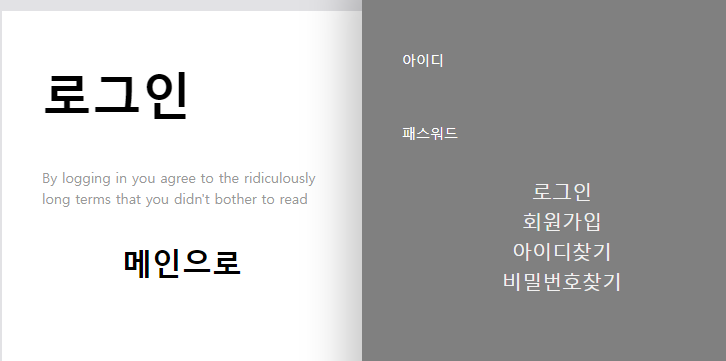 로그인
By logging in you agree to the ridiculously
long terms that you didn't bother to read
메인으로
아이디
패스워드
로그인
회원가입
아이디찾기
비밀번호찾기